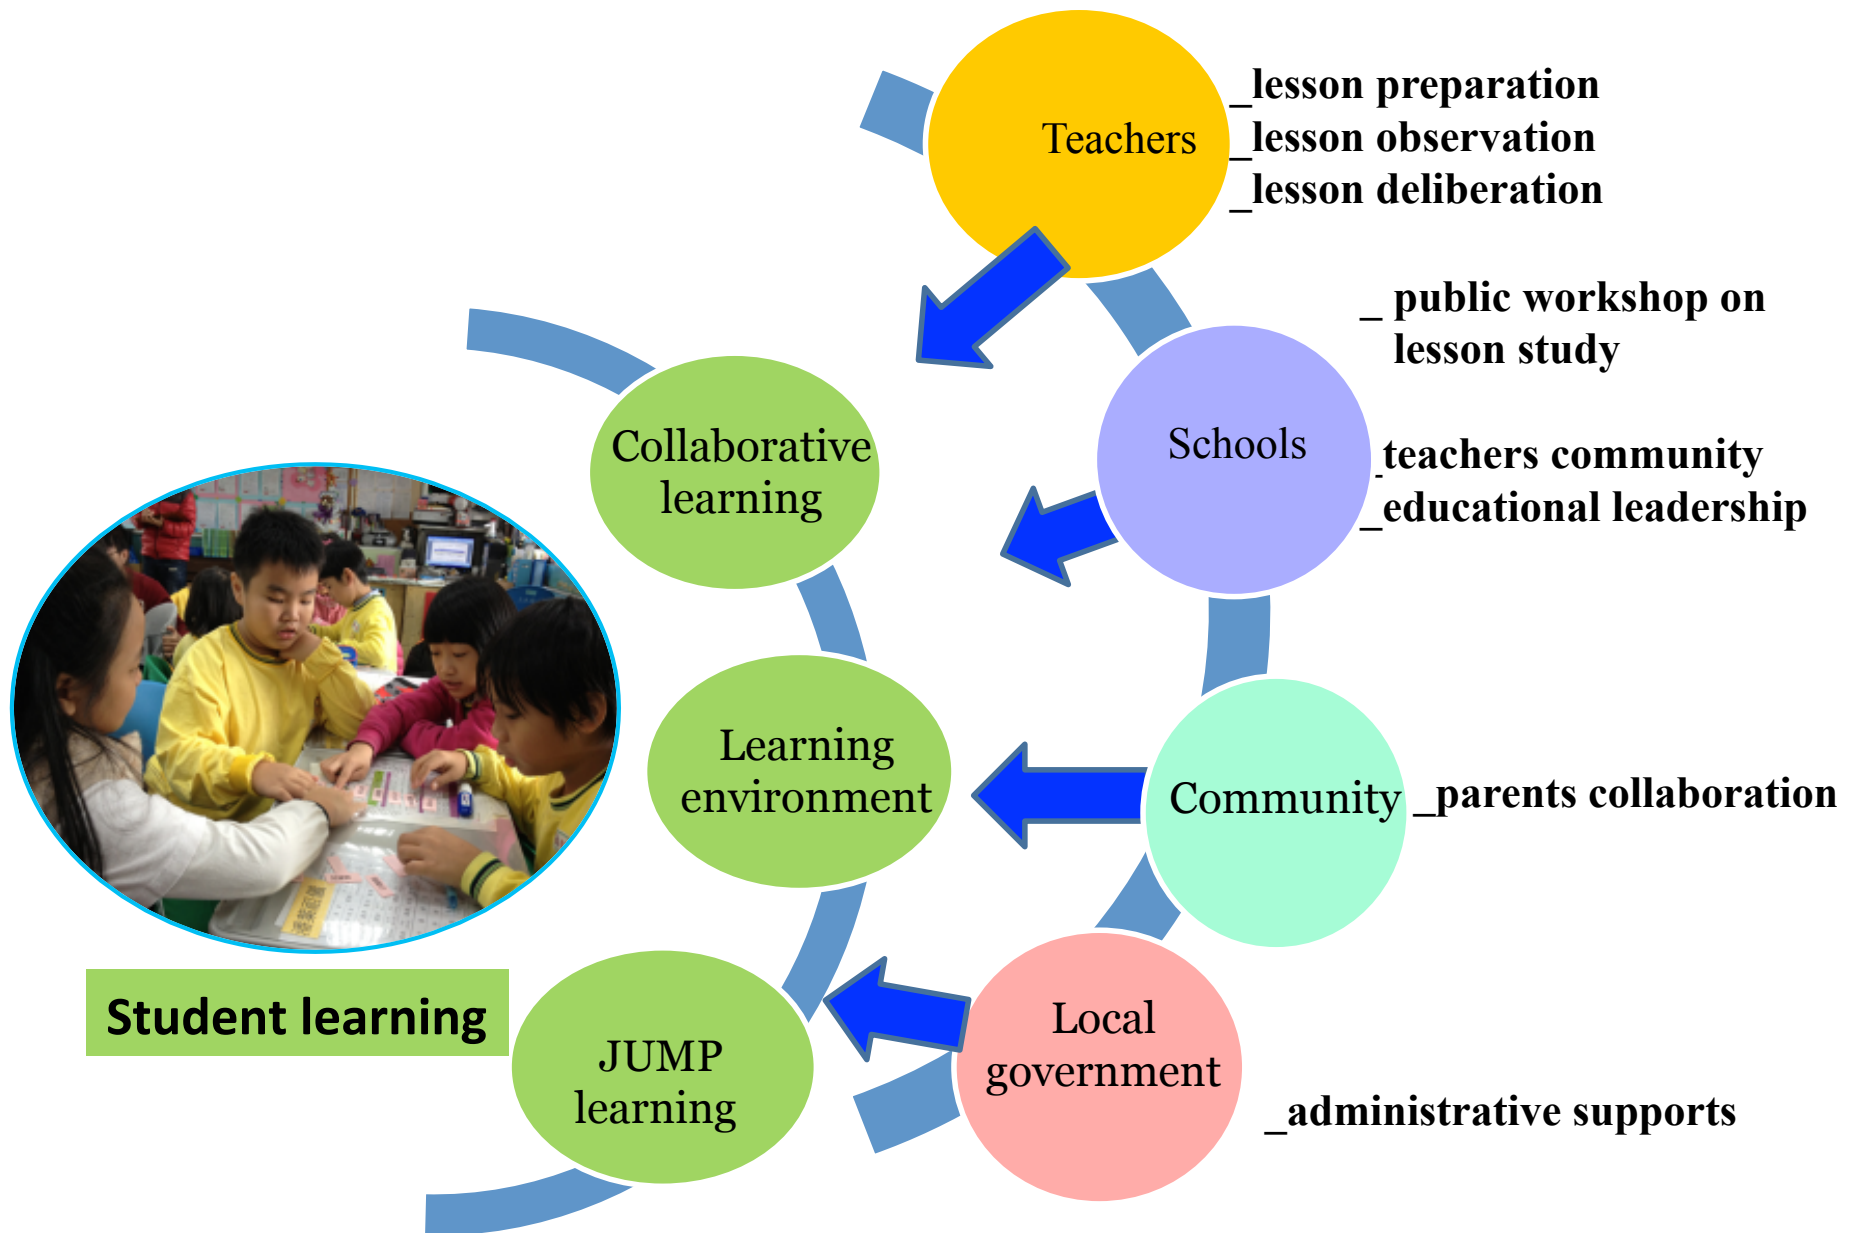 Teachers
_lesson preparation
_lesson observation
_lesson deliberation
_ public workshop on
lesson study
Schools
_teachers community
_educational leadership
Collaborative
learning
Learning
environment
Community
_parents collaboration
Student learning
JUMP
learning
Local
government
_administrative supports